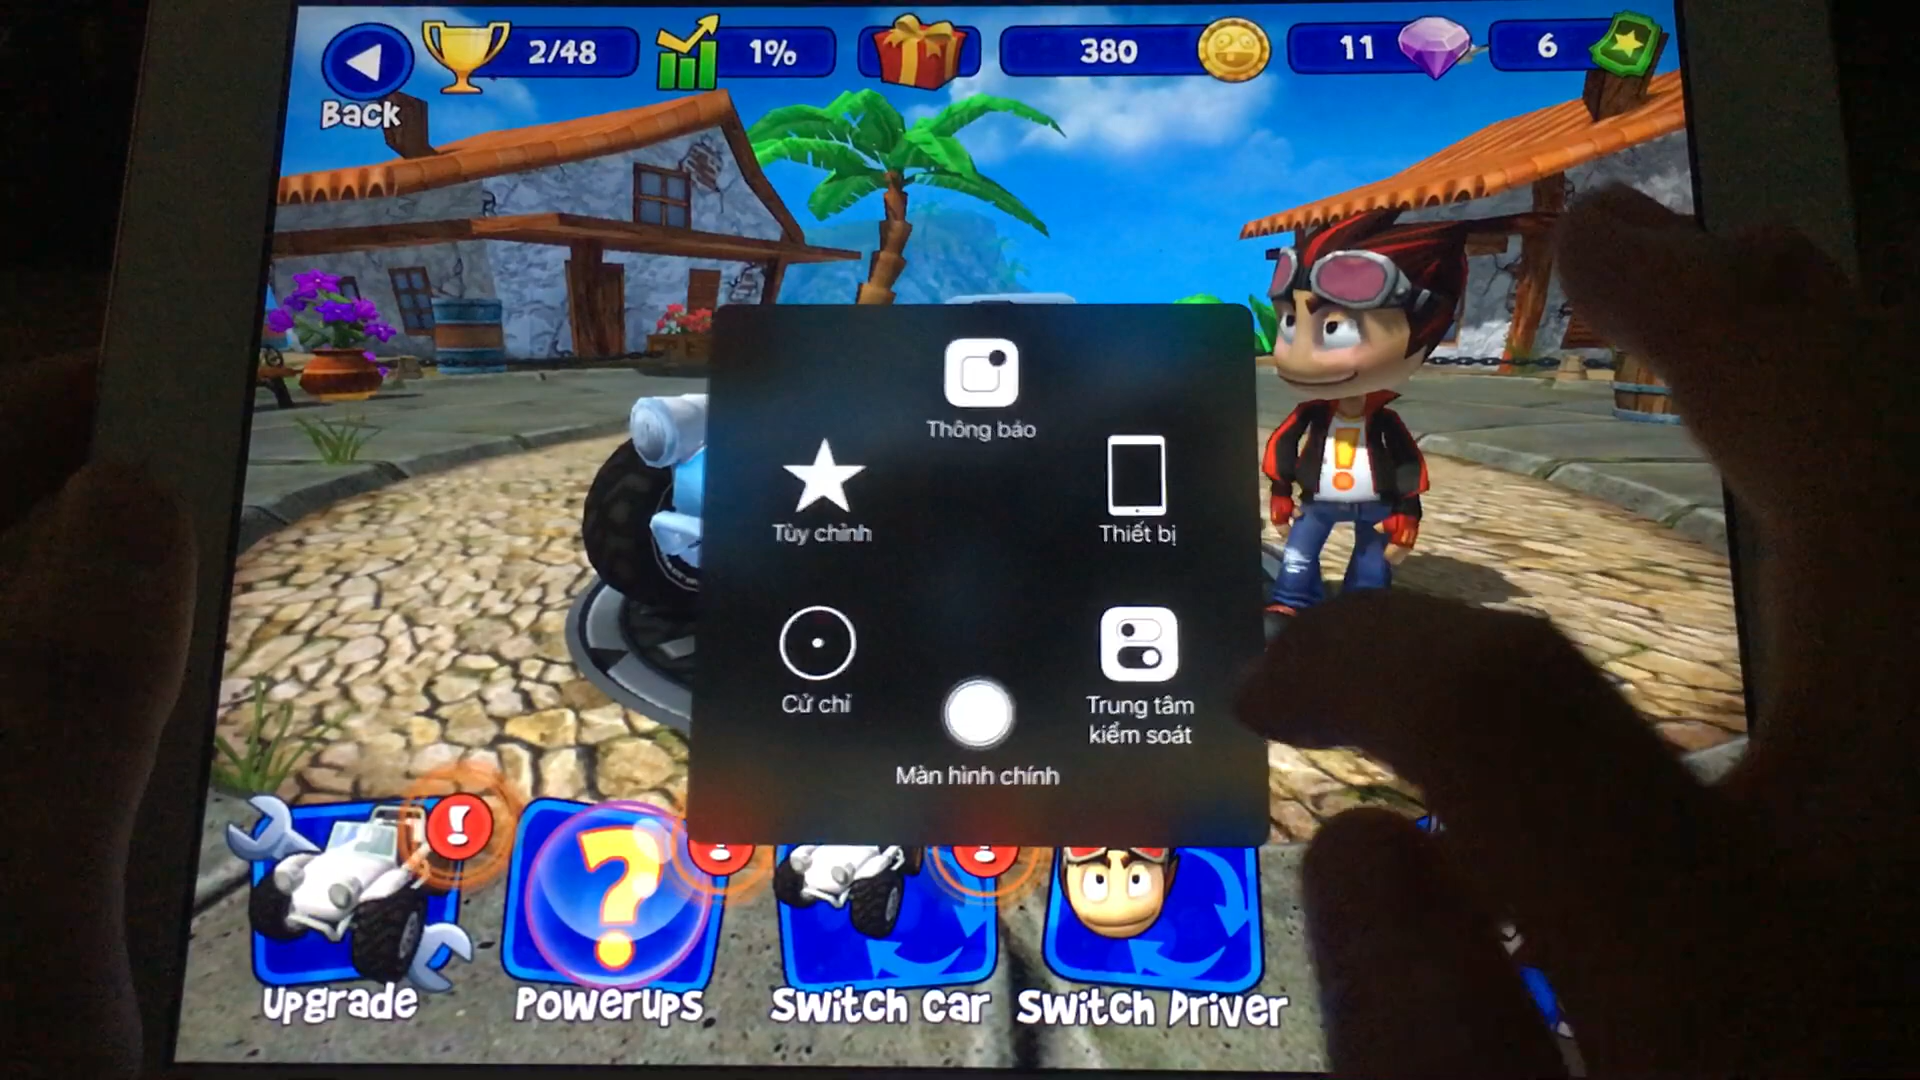 2/48
1%
380
11
6
Back
Thông báo
Tùy chỉnh
Thiết bị
Cử chỉ
Trung tâm
kiểm soát
Màn hình chính
Upgrade
Powerups
Switch Car
Switch Driver